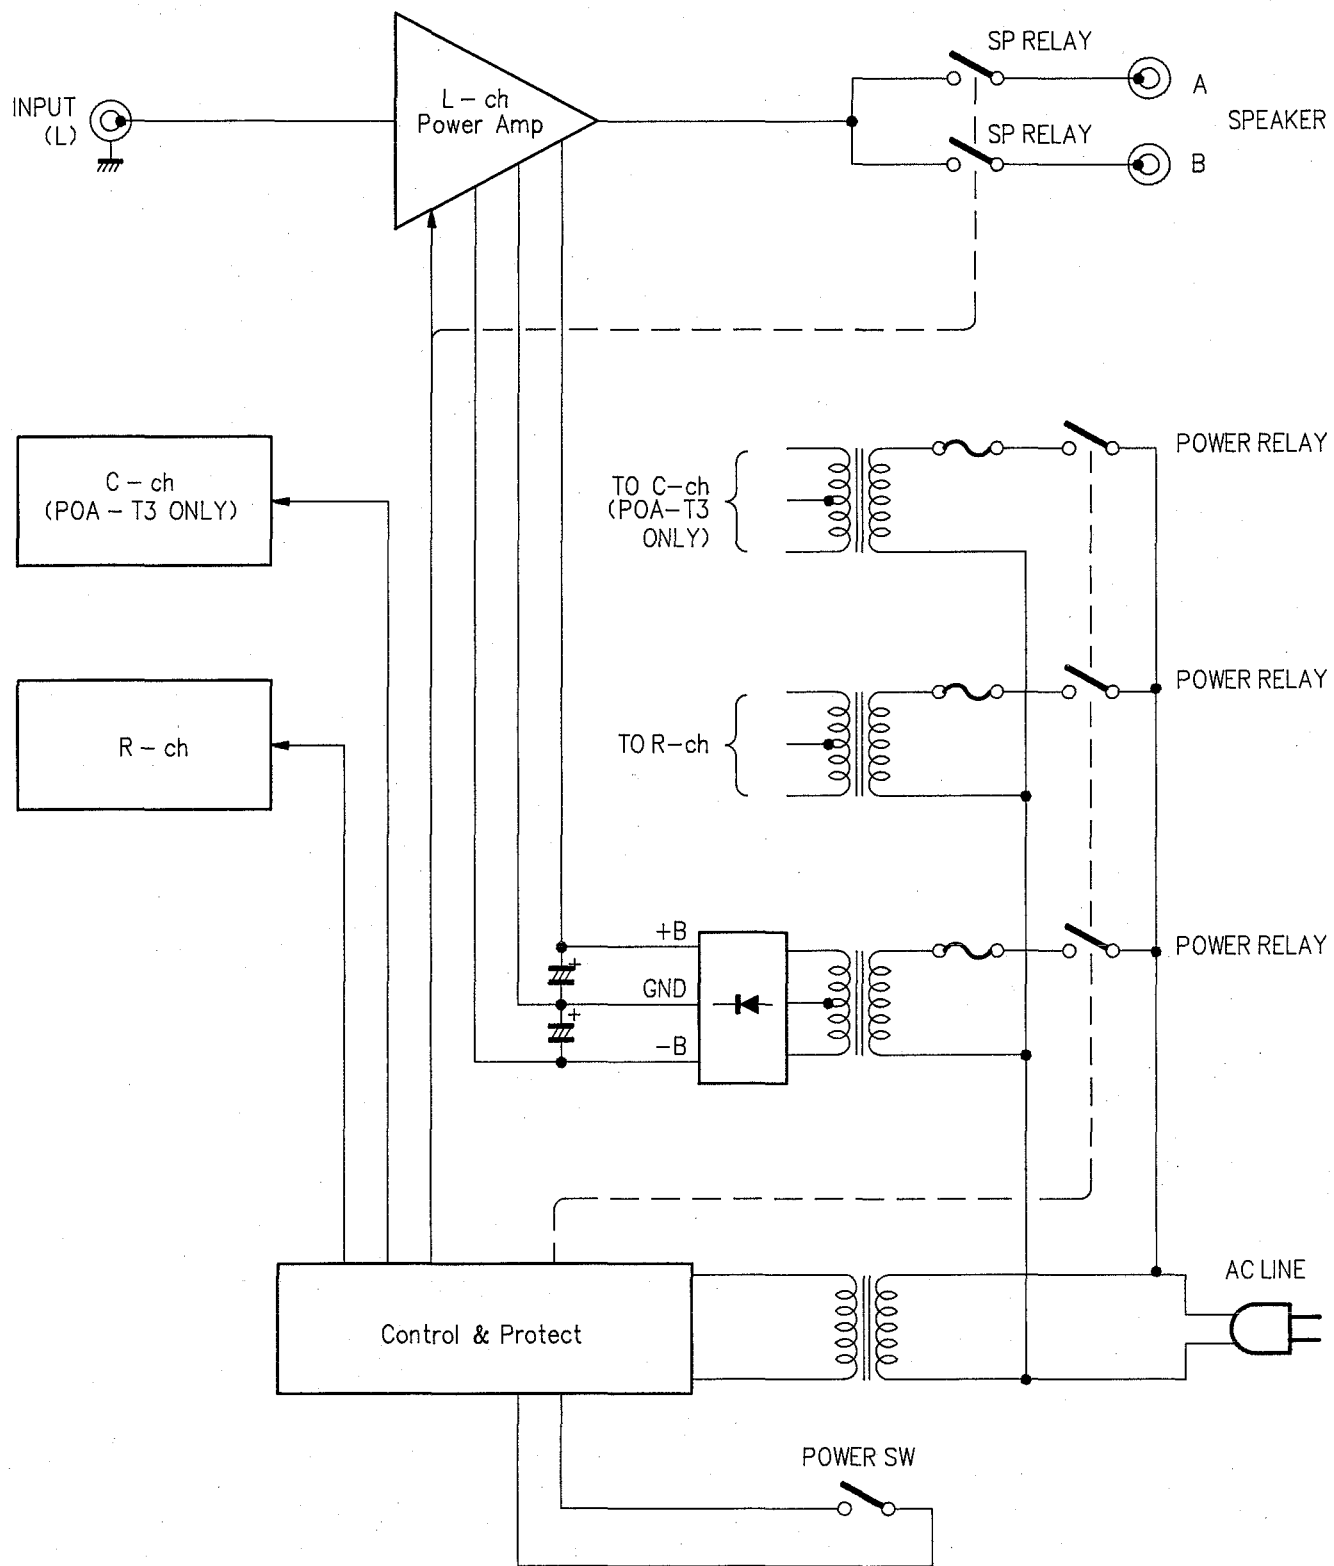 SP RELAY
A
INPUT
(L)
L-ch
Power Amp
SPEAKER
SP RELAY
B
POWER RELAY
C-ch
(POA-T3 ONLY)
TO C-ch
(POA-T3
ONLY)
POWER RELAY
R-ch
TO R-ch
+B
+
POWER RELAY
GND
+
-B
AC LINE
Control & Protect
POWER SW